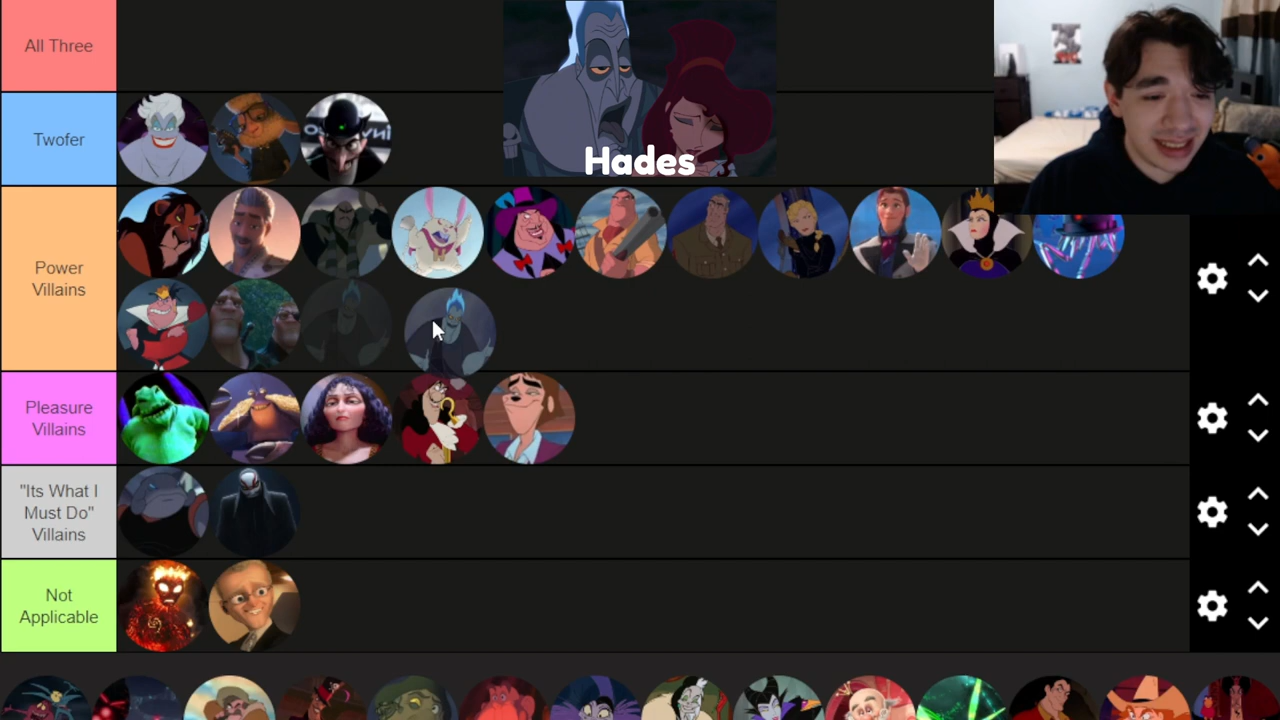 All Three
Hades
Twofer
Power
Villains
Pleasure
Villains
"Its What I
Must Do"
Villains
Not
Applicable